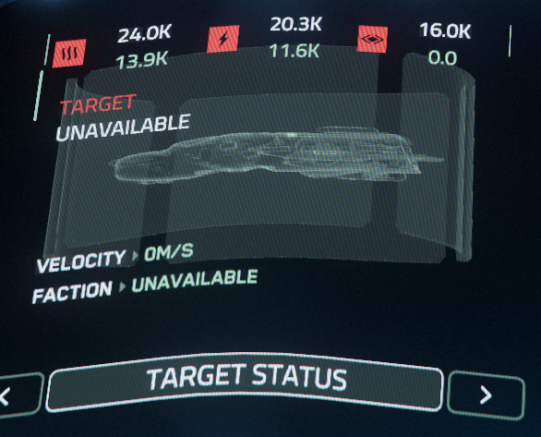 24.0K 20.3K 16.0K
13.9K 11.6K 0.0
TARGET
UNAVAILABLE
VELOCITY ▸ 0M/S
FACTION ▸ UNAVAILABLE
< TARGET STATUS >